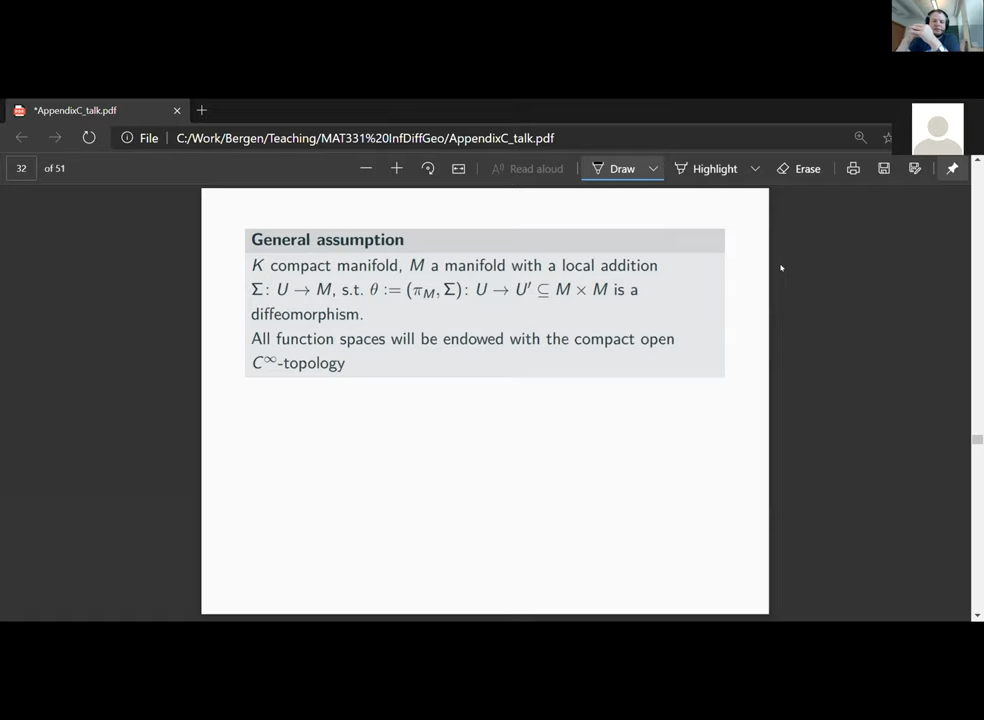 *AppendixC_talk.pdf
File C:/Work/Bergen/Teaching/MAT331%20InfDiffGeo/AppendixC_talk.pdf
32 of 51 Read aloud Draw Highlight Erase
General assumption
K compact manifold, M a manifold with a local addition
Σ: U → M, s.t. θ := (π_M, Σ): U → U′ ⊆ M × M is a
diffeomorphism.
All function spaces will be endowed with the compact open
C^∞-topology